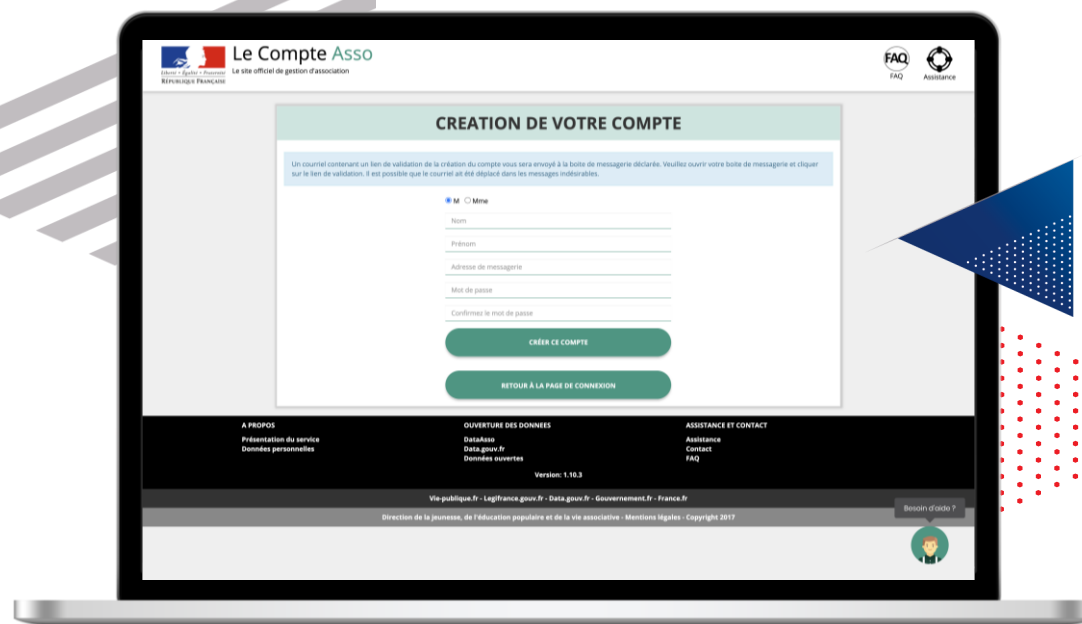 Le Compte Asso
Le site officiel de gestion d'association
Liberté • Égalité • Fraternité
RÉPUBLIQUE FRANÇAISE
FAQ
FAQ
Assistance
CREATION DE VOTRE COMPTE
Un courriel contenant un lien de validation de la création du compte vous sera envoyé à la boite de messagerie déclarée. Veuillez ouvrir votre boite de messagerie et cliquer
sur le lien de validation. Il est possible que le courriel ait été déplacé dans les messages indésirables.
M Mme
Nom
Prénom
Adresse de messagerie
Mot de passe
Confirmez le mot de passe
CRÉER CE COMPTE
RETOUR À LA PAGE DE CONNEXION
A PROPOS
Présentation du service
Données personnelles
OUVERTURE DES DONNEES
DataAsso
Data.gouv.fr
Données ouvertes
ASSISTANCE ET CONTACT
Assistance
Contact
FAQ
Version: 1.10.3
Vie-publique.fr - Legifrance.gouv.fr - Data.gouv.fr - Gouvernement.fr - France.fr
Direction de la jeunesse, de l'éducation populaire et de la vie associative - Mentions légales - Copyright 2017
Besoin d'aide ?